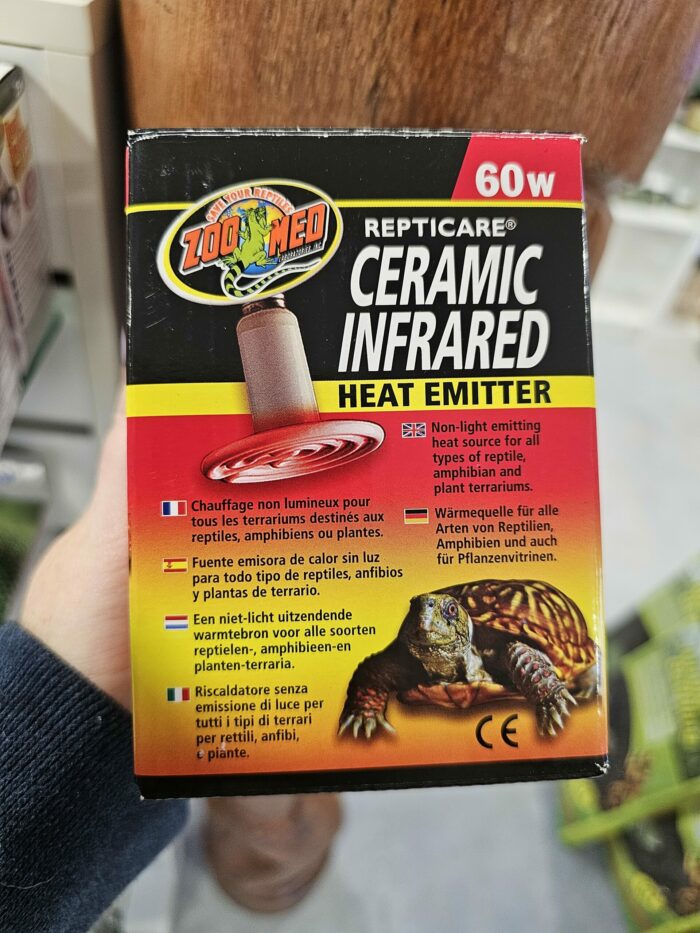 60W
SAVE YOUR REPTILES
ZOO MED
LABORATORIES INC.
REPTICARE®
CERAMIC
INFRARED
HEAT EMITTER
Non-light emitting
heat source for all
types of reptile,
amphibian and
plant terrariums.
Chauffage non lumineux pour
tous les terrariums destinés aux
reptiles, amphibiens ou plantes.
Wärmequelle für alle
Arten von Reptilien,
Amphibien und auch
für Pflanzenvitrinen.
Fuente emisora de calor sin luz
para todo tipo de reptiles, anfibios
y plantas de terrario.
Een niet-licht uitzendende
warmtebron voor alle soorten
reptielen-, amphibieen-en
planten-terraria.
Riscaldatore senza
emissione di luce per
tutti i tipi di terrari
per rettili, anfibi,
e piante.
CE